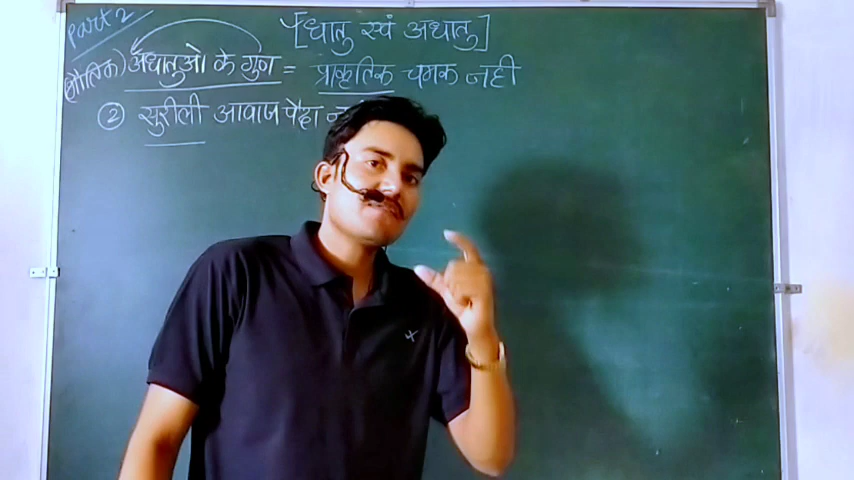 Part 2
[धातु एवं अधातु]
(भौतिक) अधातुओं के गुण = प्राकृतिक चमक नही
② सुरीली आवाज पैदा